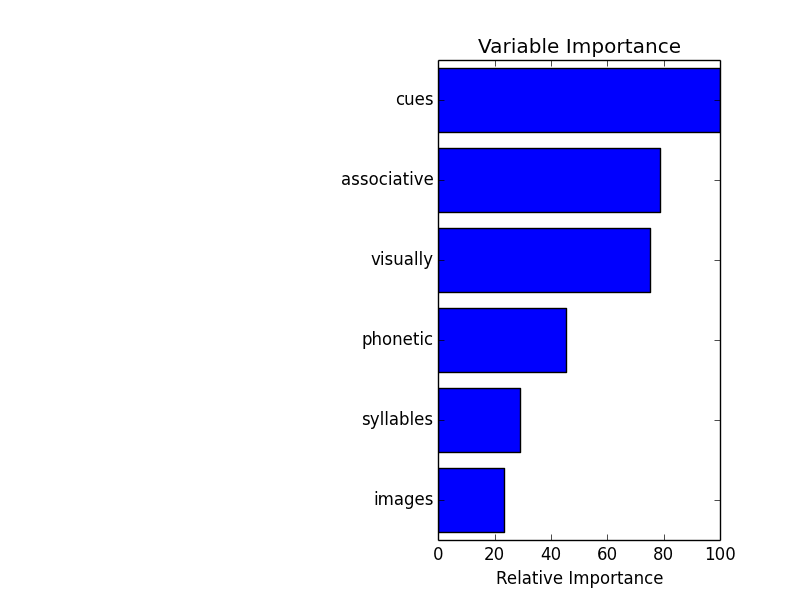 Variable Importance
cues
associative
visually
phonetic
syllables
images
0 20 40 60 80 100
Relative Importance